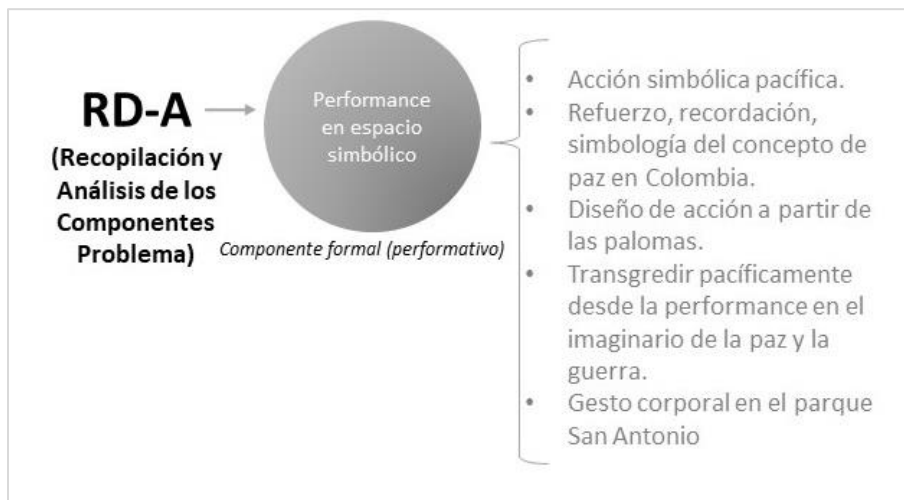 RD-A
(Recopilación y
Análisis de los
Componentes
Problema)
Performance
en espacio
simbólico
Componente formal (performativo)
• Acción simbólica pacífica.
• Refuerzo, recordación,
simbología del concepto de
paz en Colombia.
• Diseño de acción a partir de
las palomas.
• Transgredir pacíficamente
desde la performance en el
imaginario de la paz y la
guerra.
• Gesto corporal en el parque
San Antonio